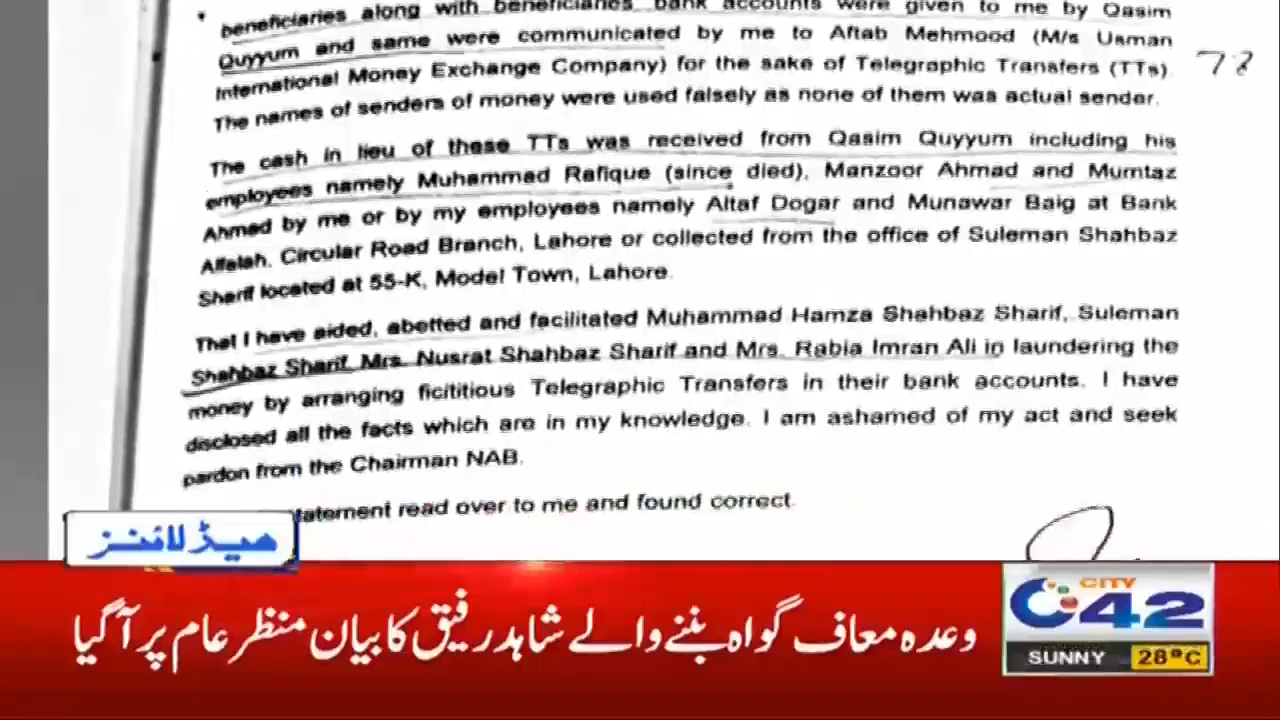 beneficiaries along with beneficiaries bank accounts were given to me by Qasim
Quyyum and same were communicated by me to Aftab Mehmood (M/s Usman
International Money Exchange Company) for the sake of Telegraphic Transfers (TTs).
The names of senders of money were used falsely as none of them was actual sender.
78
The cash in lieu of these TTs was received from Qasim Quyyum including his
employees namely Muhammad Rafique (since died), Manzoor Ahmad and Mumtaz
Ahmed by me or by my employees namely Altaf Dogar and Munawar Baig at Bank
Alfalah, Circular Road Branch, Lahore or collected from the office of Suleman Shahbaz
Sharif located at 55-K, Model Town, Lahore.
That I have aided, abetted and facilitated Muhammad Hamza Shahbaz Sharif, Suleman
Shahbaz Sharif, Mrs. Nusrat Shahbaz Sharif and Mrs. Rabia Imran Ali in laundering the
money by arranging ficititious Telegraphic Transfers in their bank accounts. I have
disclosed all the facts which are in my knowledge. I am ashamed of my act and seek
pardon from the Chairman NAB.
tatement read over to me and found correct.
ہیڈلائنز
وعدہ معاف گواہ بننے والے شاہد رفیق کا بیان منظر عام پر آگیا
CITY
42
SUNNY 28°C